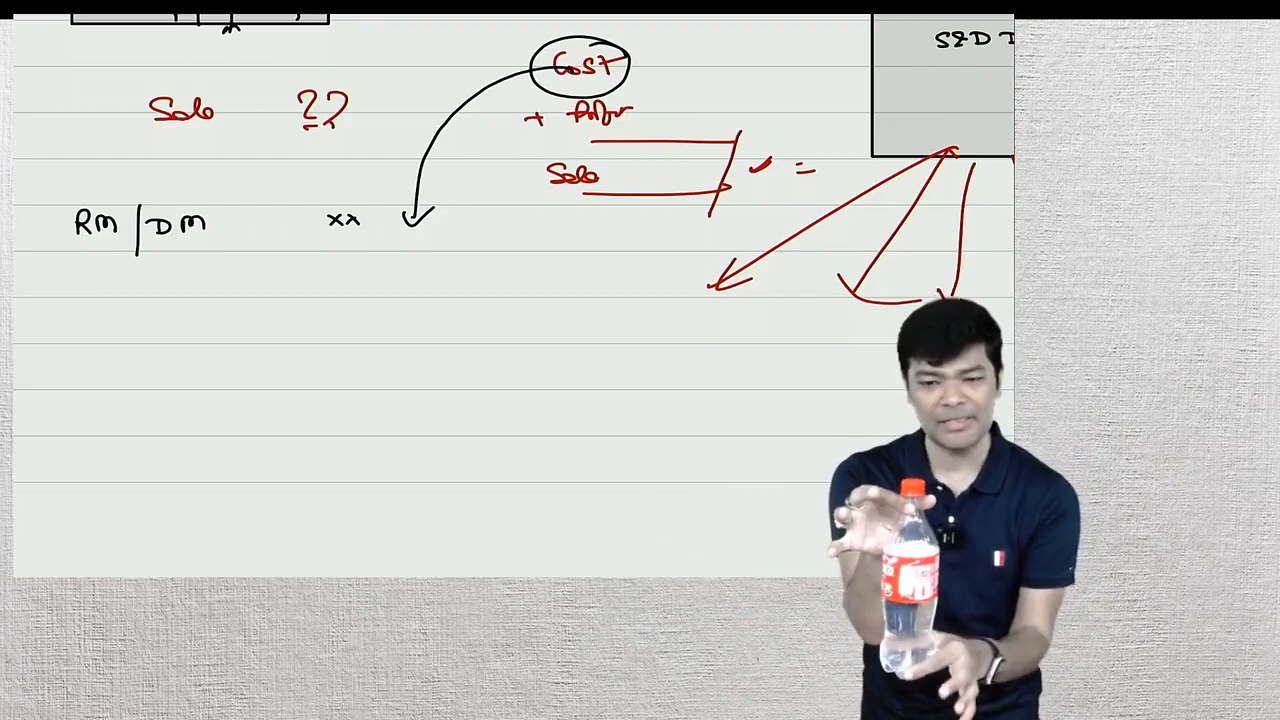 S&D
Cost
Sale ??
+ Profit
Sale =
RM / DM xx